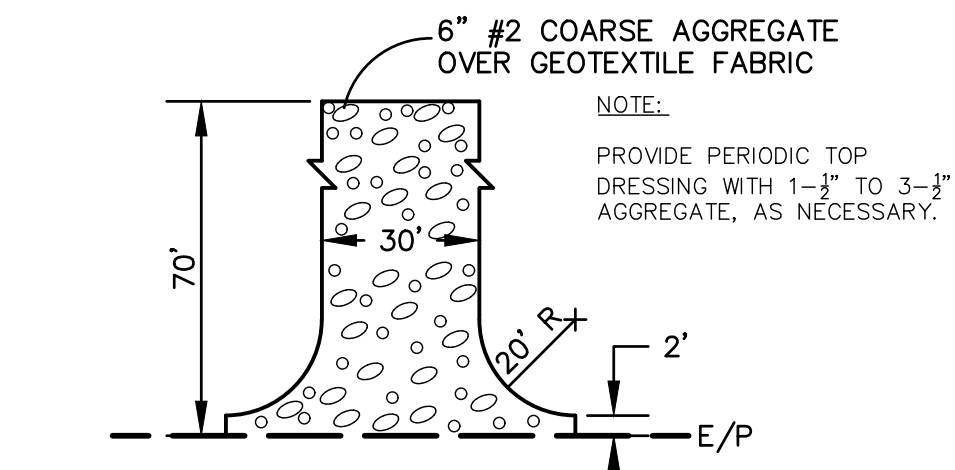 6” #2 COARSE AGGREGATE
OVER GEOTEXTILE FABRIC
NOTE:
PROVIDE PERIODIC TOP
DRESSING WITH 1-½” TO 3-½”
AGGREGATE, AS NECESSARY.
70'
30'
20' R
2'
E/P